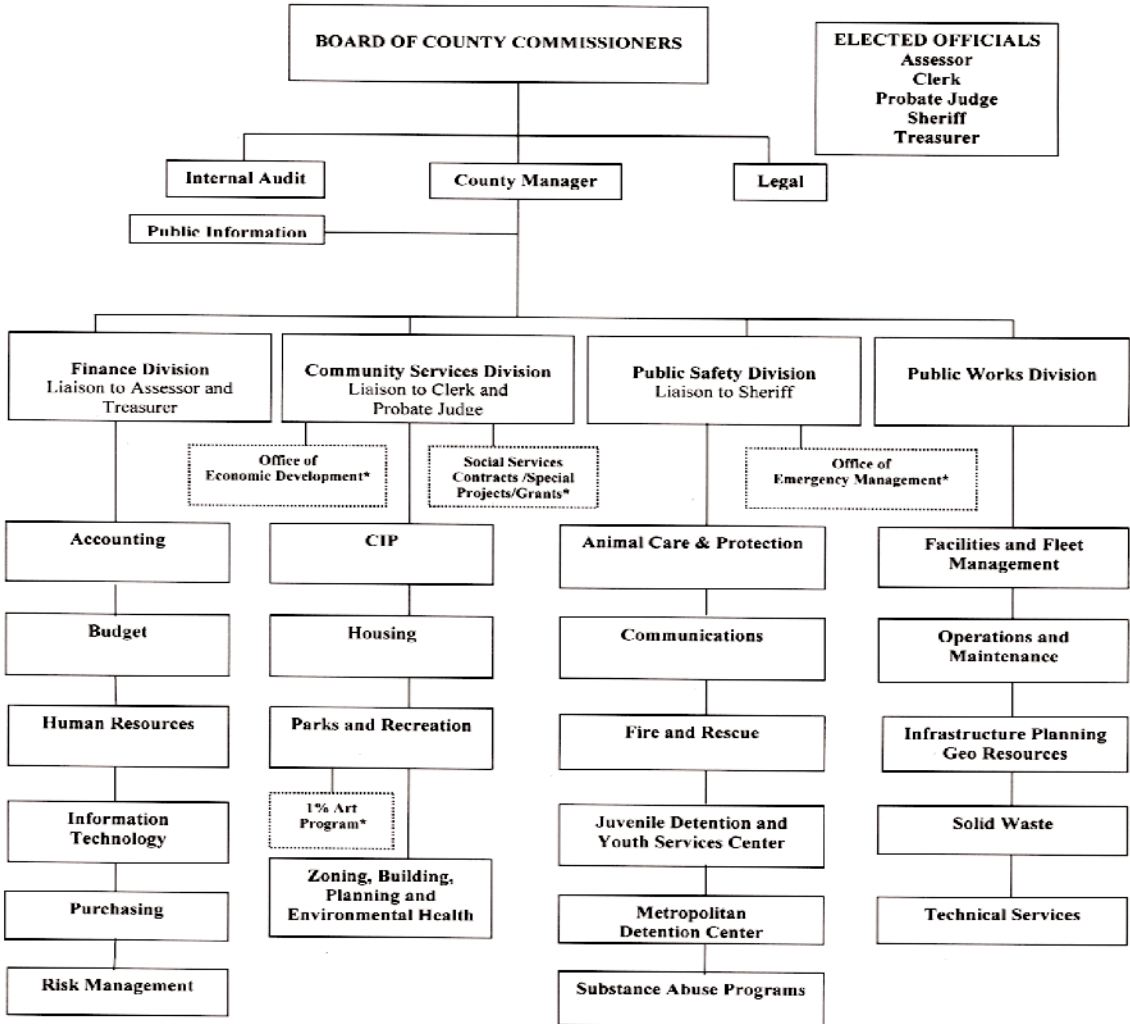 BOARD OF COUNTY COMMISSIONERS
ELECTED OFFICIALS
Assessor
Clerk
Probate Judge
Sheriff
Treasurer
Internal Audit
County Manager
Legal
Public Information
Finance Division
Liaison to Assessor and
Treasurer
Community Services Division
Liaison to Clerk and
Probate Judge
Public Safety Division
Liaison to Sheriff
Public Works Division
Office of
Economic Development*
Social Services
Contracts /Special
Projects/Grants*
Office of
Emergency Management*
Accounting
CIP
Animal Care & Protection
Facilities and Fleet
Management
Budget
Housing
Communications
Operations and
Maintenance
Human Resources
Parks and Recreation
Fire and Rescue
Infrastructure Planning
Geo Resources
1% Art
Program*
Information
Technology
Juvenile Detention and
Youth Services Center
Solid Waste
Zoning, Building,
Planning and
Environmental Health
Purchasing
Metropolitan
Detention Center
Technical Services
Risk Management
Substance Abuse Programs